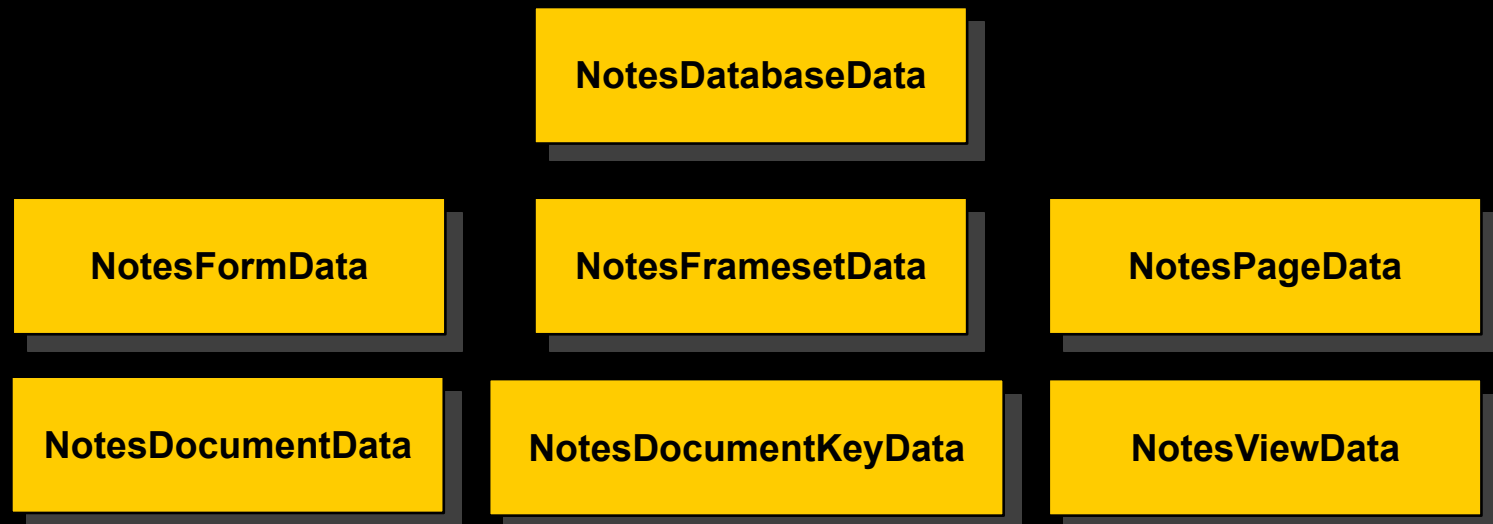 NotesDatabaseData
NotesFormData
NotesFramesetData
NotesPageData
NotesDocumentData
NotesDocumentKeyData
NotesViewData